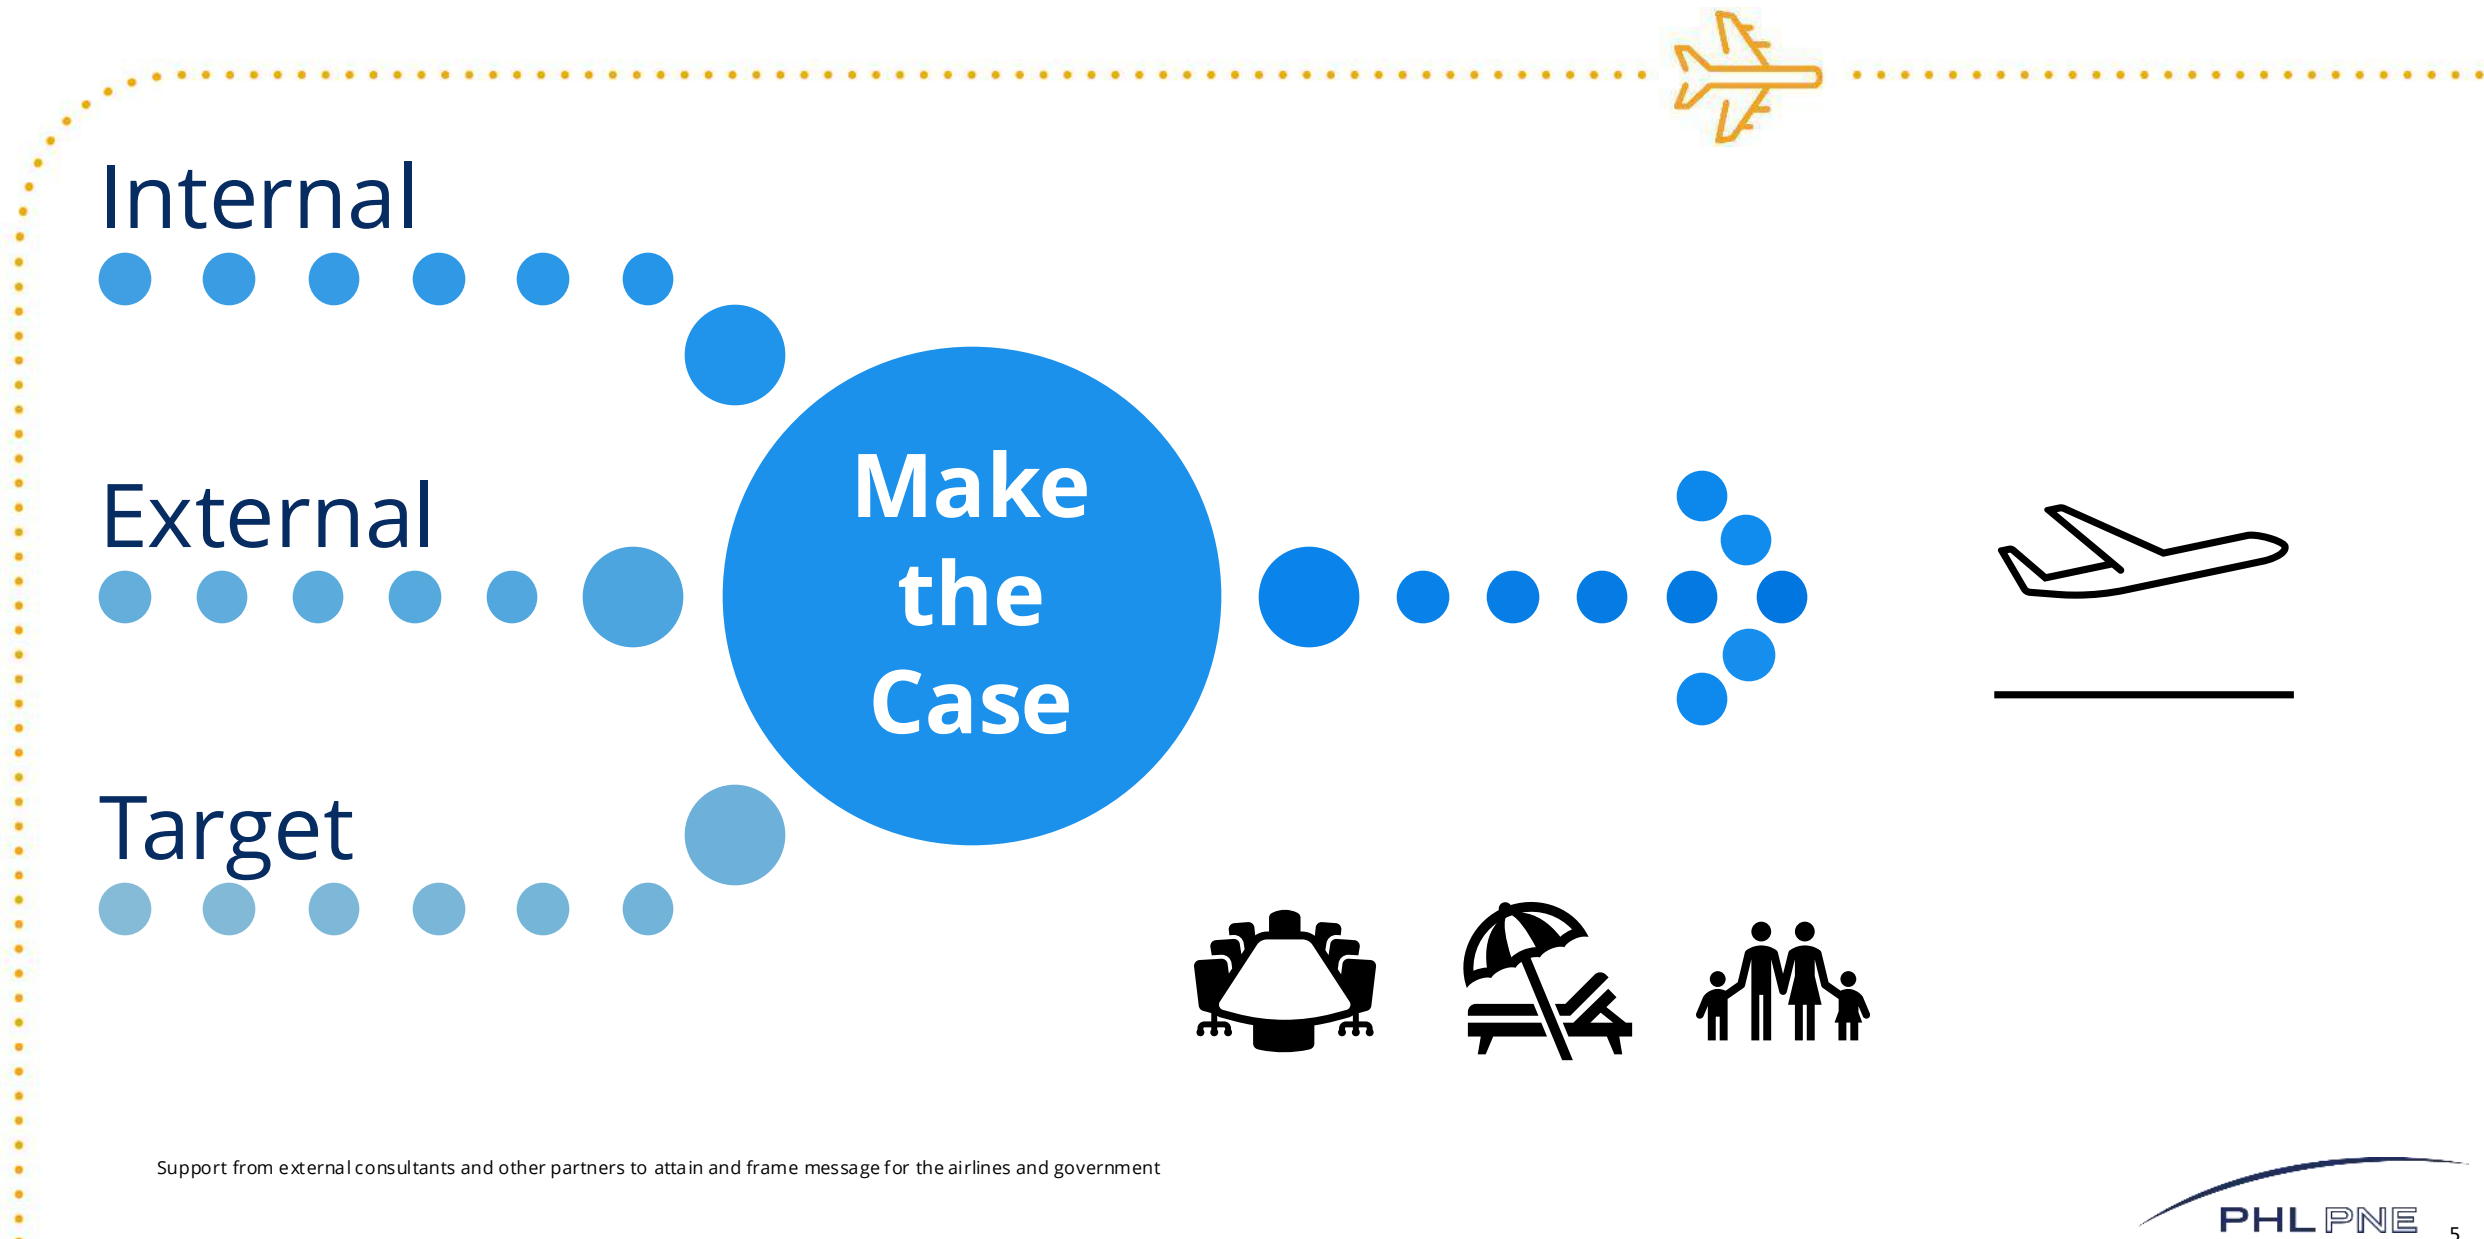 Internal
External
Make
the
Case
Target
Support from external consultants and other partners to attain and frame message for the airlines and government
PHL PNE
5